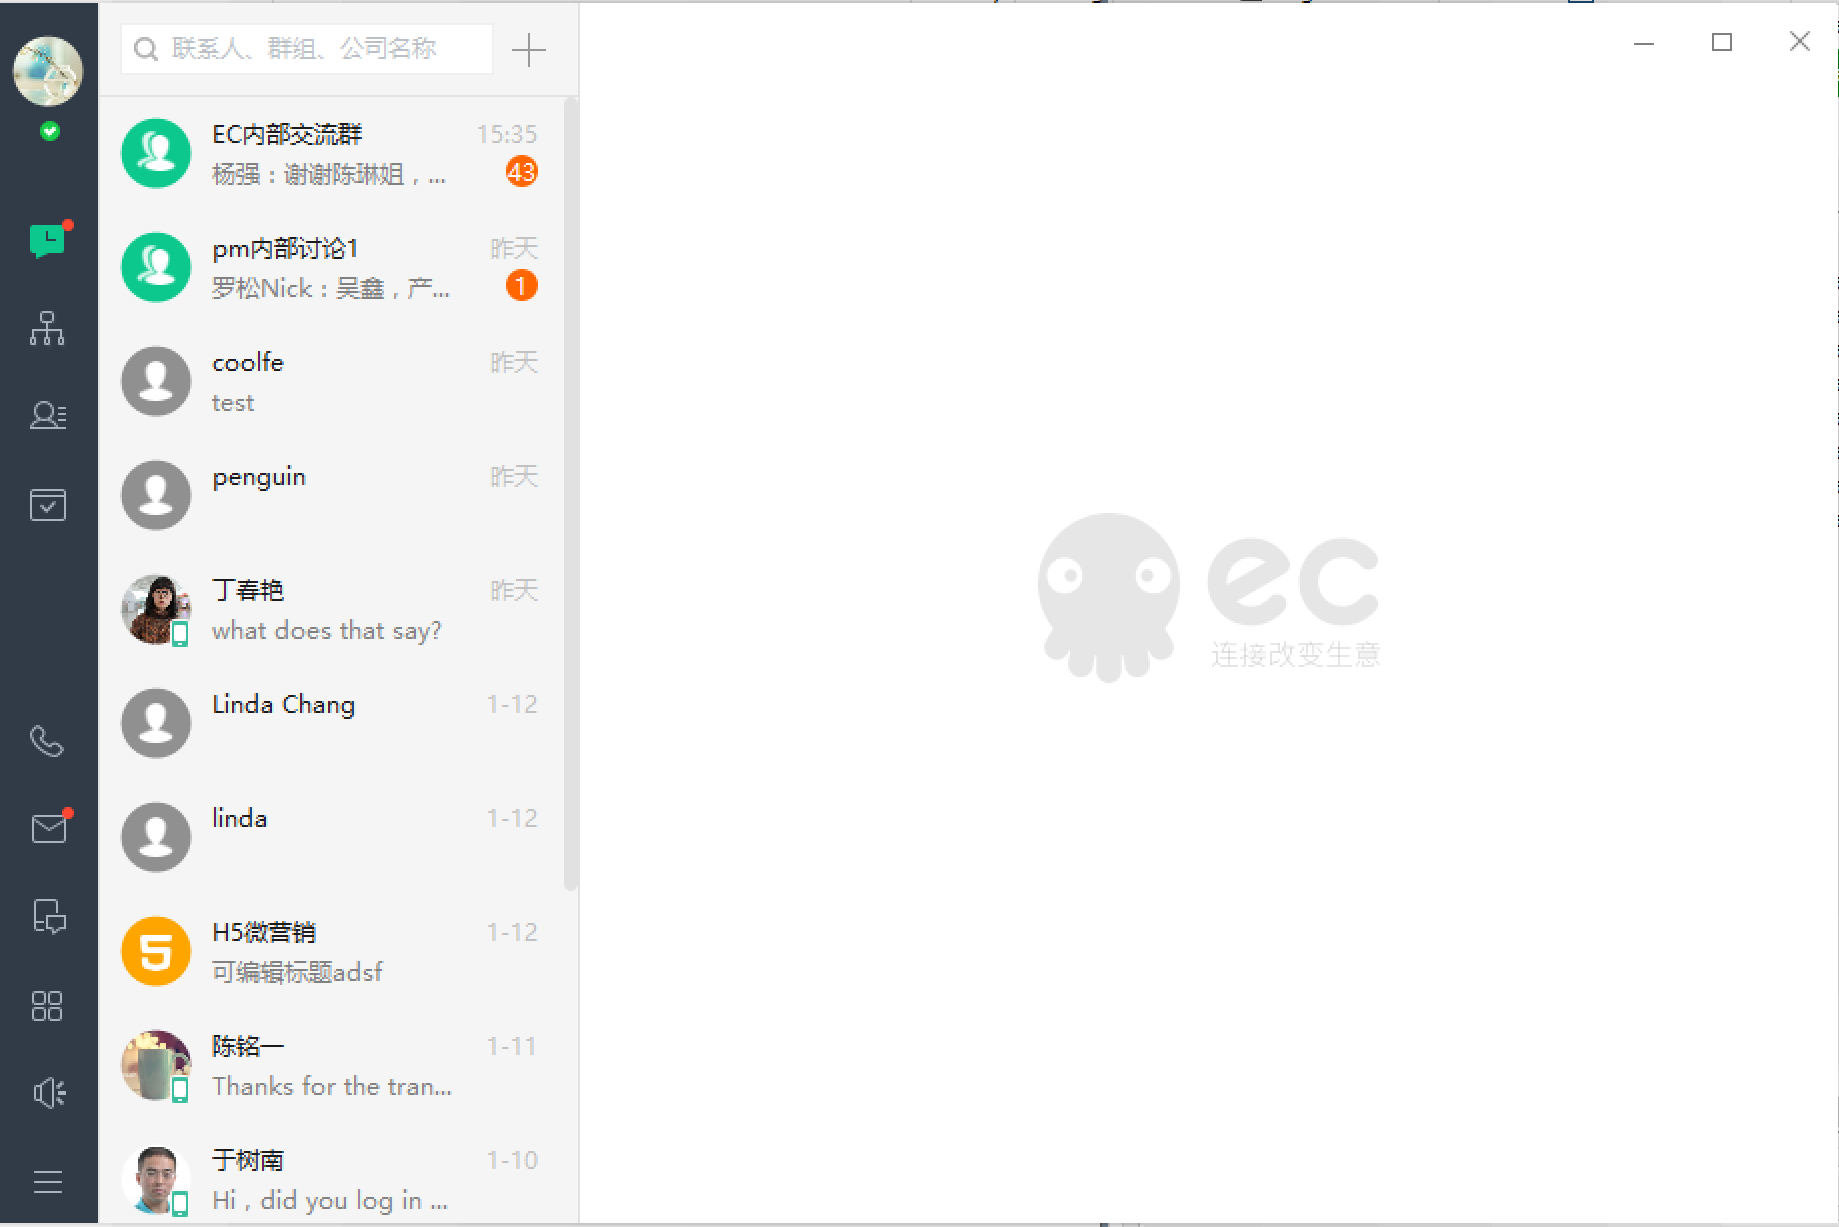 联系人、群组、公司名称
EC内部交流群 15:35
杨强：谢谢陈琳姐，... 43
pm内部讨论1 昨天
罗松Nick：吴鑫，产... 1
coolfe 昨天
test
penguin 昨天
丁春艳 昨天
what does that say?
Linda Chang 1-12
linda 1-12
H5微营销 1-12
可编辑标题adsf
陈铭一 1-11
Thanks for the tran...
于树南 1-10
Hi，did you log in ...
ec
连接改变生意